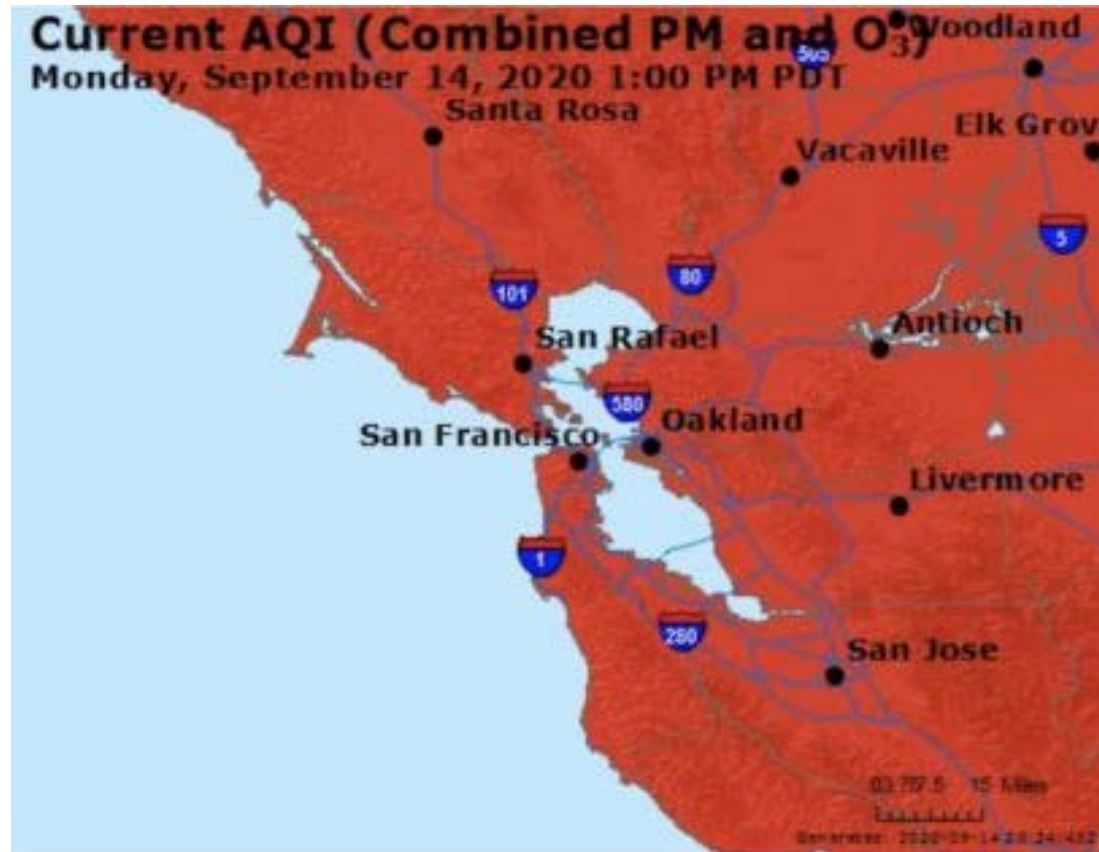 Current AQI (Combined PM and O3)
Monday, September 14, 2020 1:00 PM PDT
Woodland
505
Santa Rosa
Elk Grov
Vacaville
5
80
101
Antioch
San Rafael
580
Oakland
San Francisco
Livermore
1
280
San Jose
15 Miles